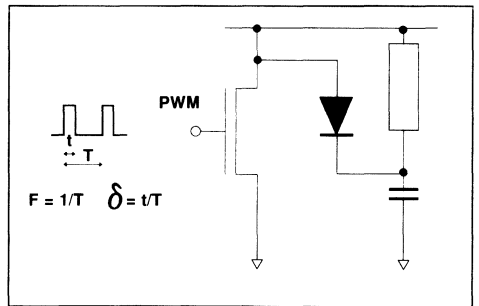 PWM
t
T
F = 1/T δ = t/T